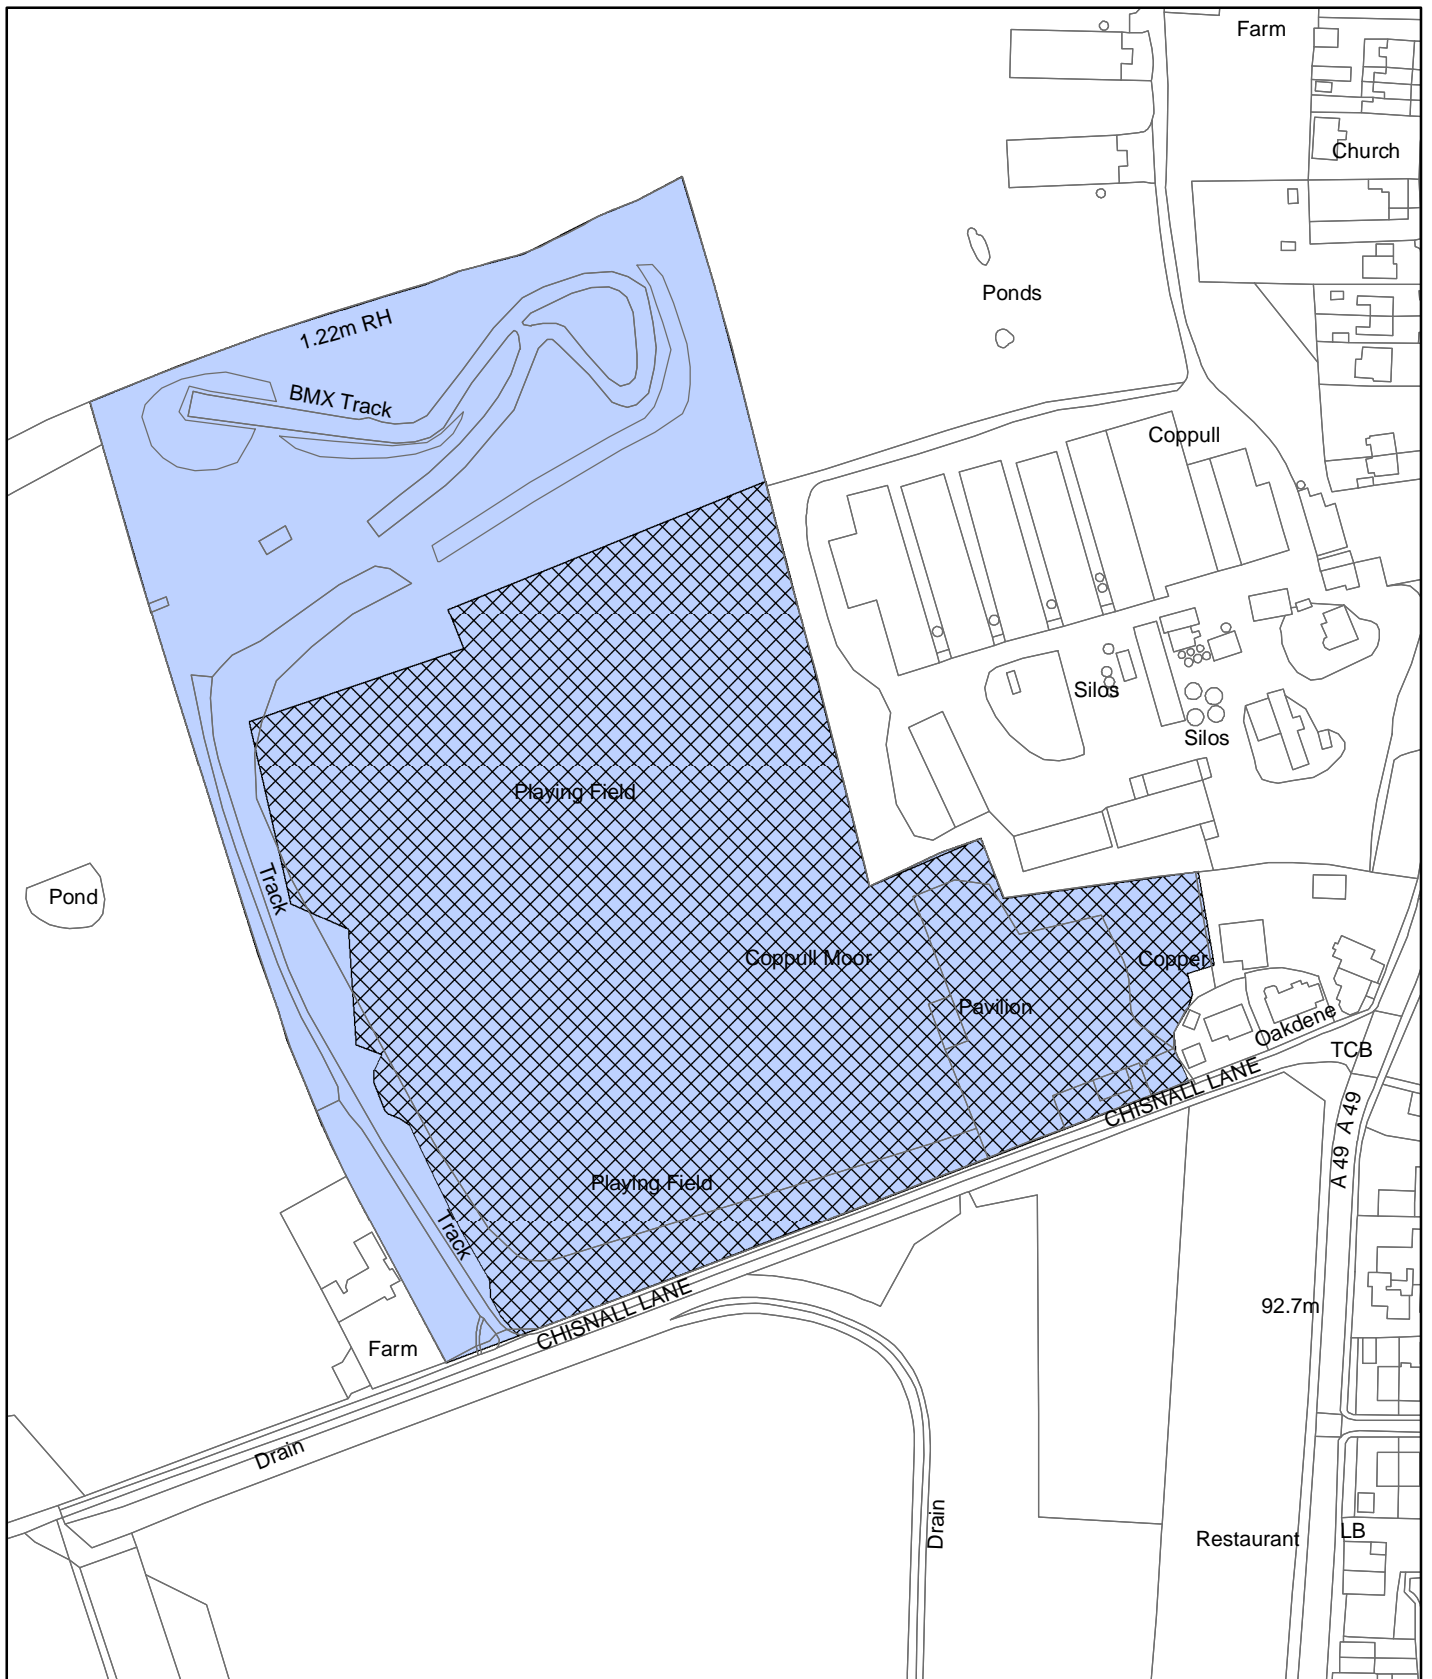 Farm
Church
Ponds
1.22m RH
BMX Track
Coppull
Silos
Silos
Playing Field
Track
Pond
Coppull Moor
Copper
Pavilion
Oakdene
TCB
CHISNALL LANE
A 49
A 49
Playing Field
Track
CHISNALL LANE
92.7m
Farm
Drain
Drain
Restaurant
LB